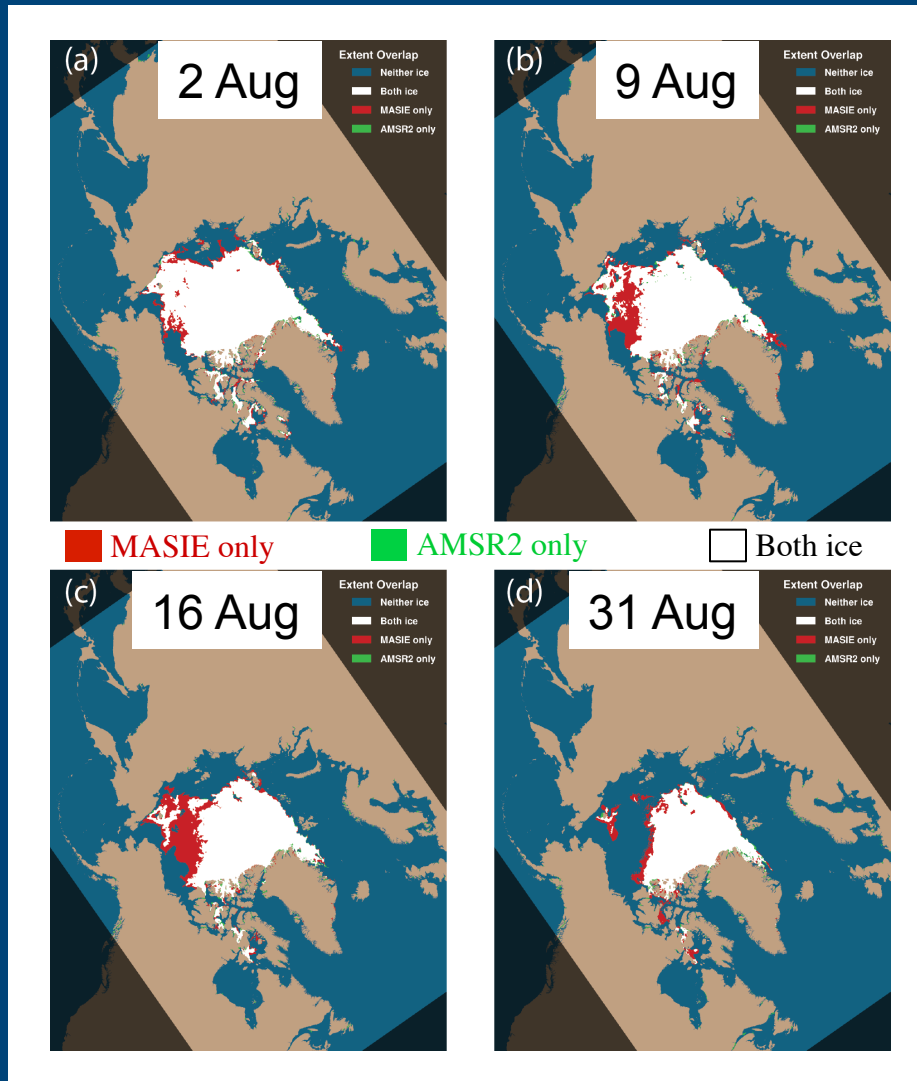 (a)
2 Aug
Extent Overlap
Neither ice
Both ice
MASIE only
AMSR2 only
(b)
9 Aug
Extent Overlap
Neither ice
Both ice
MASIE only
AMSR2 only
MASIE only
AMSR2 only
Both ice
(c)
16 Aug
Extent Overlap
Neither ice
Both ice
MASIE only
AMSR2 only
(d)
31 Aug
Extent Overlap
Neither ice
Both ice
MASIE only
AMSR2 only